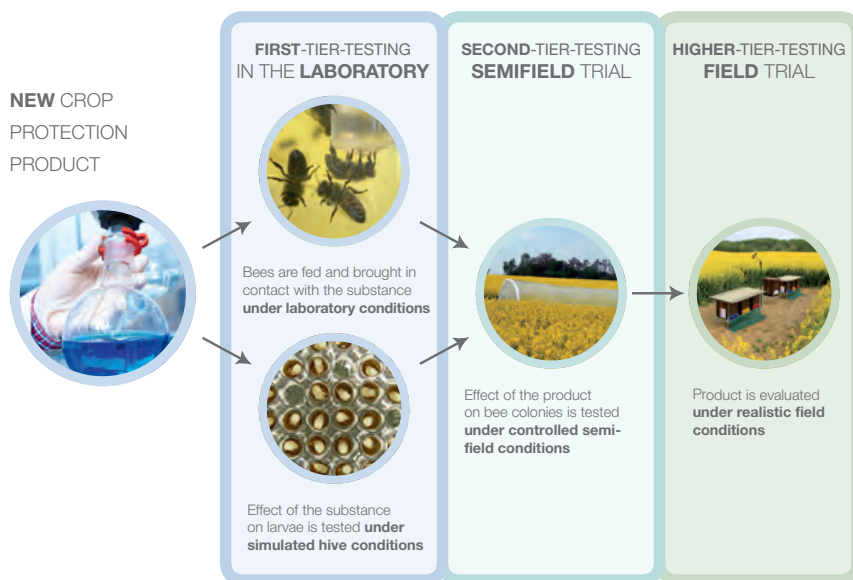 NEW CROP
PROTECTION
PRODUCT
FIRST-TIER-TESTING
IN THE LABORATORY
Bees are fed and brought in
contact with the substance
under laboratory conditions
Effect of the substance
on larvae is tested under
simulated hive conditions
SECOND-TIER-TESTING
SEMIFIELD TRIAL
Effect of the product
on bee colonies is tested
under controlled semi-
field conditions
HIGHER-TIER-TESTING
FIELD TRIAL
Product is evaluated
under realistic field
conditions